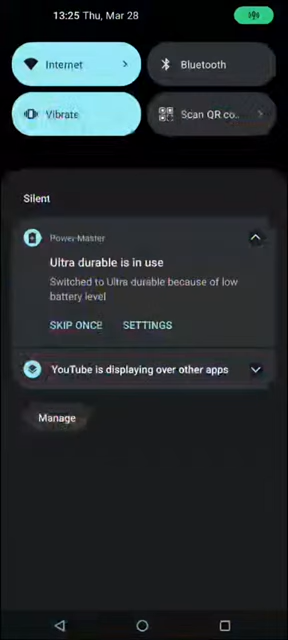 13:25 Thu, Mar 28
Internet
Bluetooth
Vibrate
Scan QR co..
Silent
Power Master
Ultra durable is in use
Switched to Ultra durable because of low
battery level
SKIP ONCE SETTINGS
YouTube is displaying over other apps
Manage